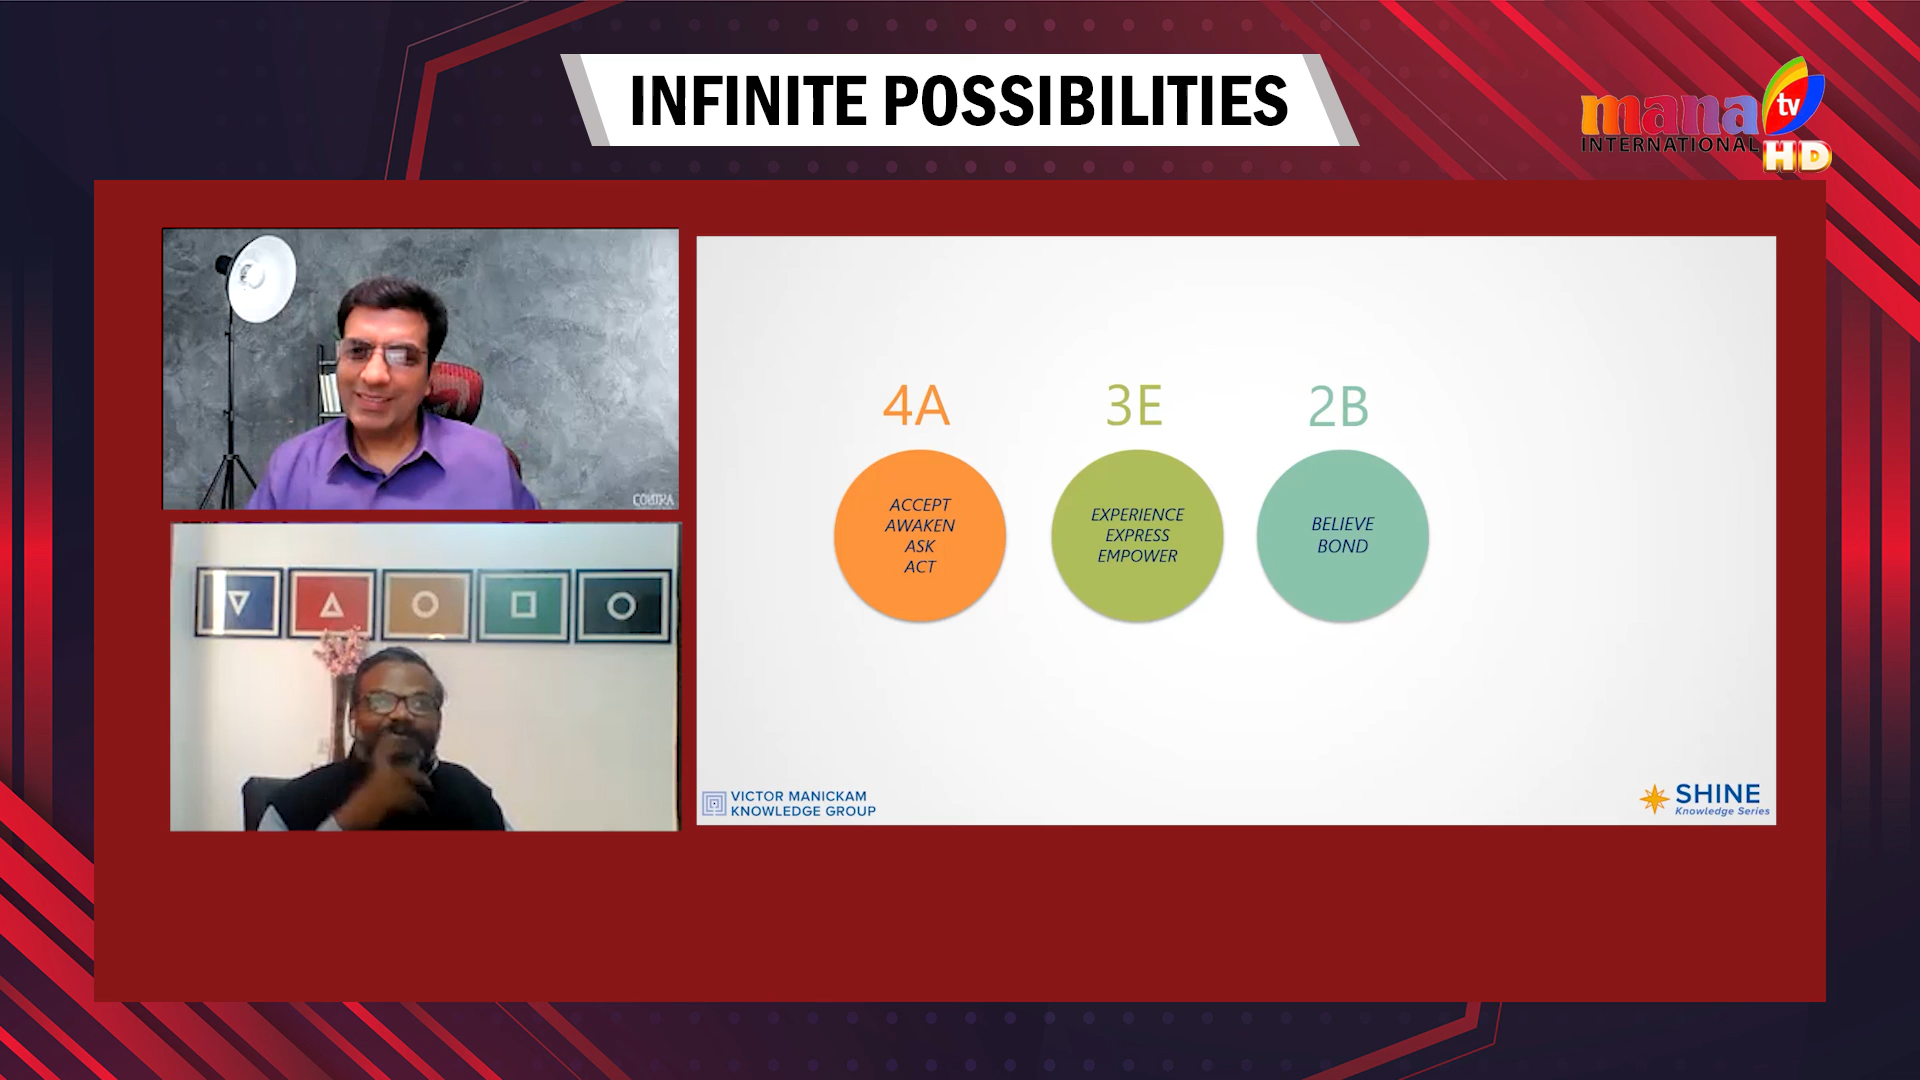 INFINITE POSSIBILITIES
mana tv
INTERNATIONAL
HD
4A
3E
2B
ACCEPT
AWAKEN
ASK
ACT
EXPERIENCE
EXPRESS
EMPOWER
BELIEVE
BOND
VICTOR MANICKAM
KNOWLEDGE GROUP
SHINE
Knowledge Series